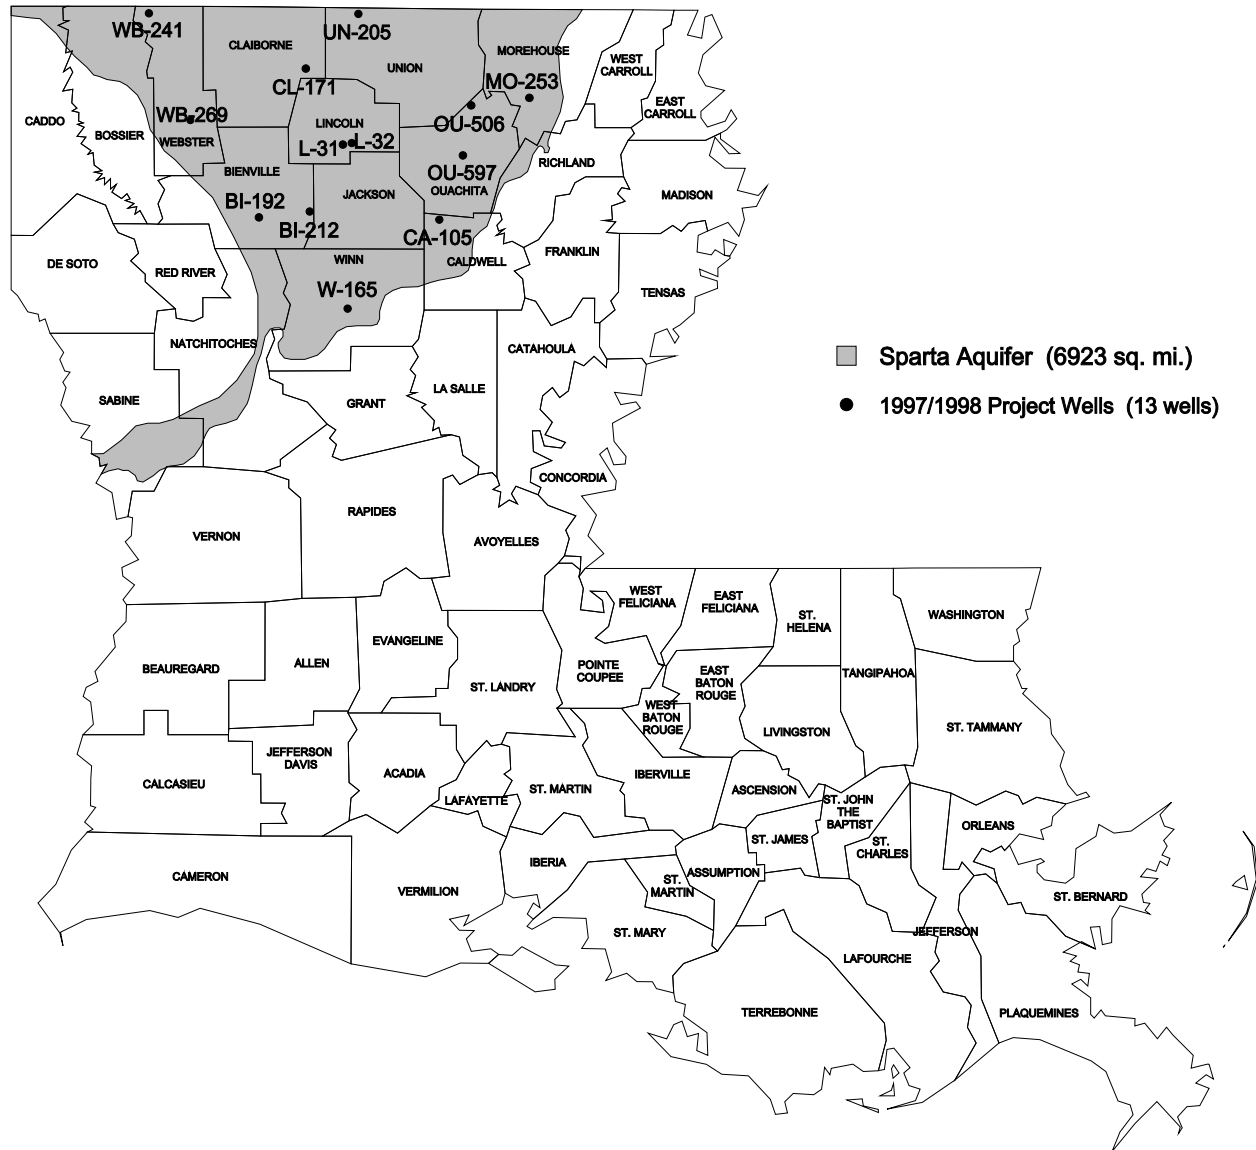 WB-241
UN-205
CLAIBORNE
MOREHOUSE
UNION
WEST
CARROLL
CL-171
MO-253
EAST
CARROLL
CADDO
BOSSIER
WB-269
WEBSTER
LINCOLN
OU-506
L-31
L-32
RICHLAND
BIENVILLE
OU-597
OUACHITA
JACKSON
MADISON
BI-192
BI-212
CA-105
DE SOTO
RED RIVER
WINN
CALDWELL
FRANKLIN
W-165
TENSAS
NATCHITOCHES
CATAHOULA
Sparta Aquifer (6923 sq. mi.)
SABINE
GRANT
LA SALLE
1997/1998 Project Wells (13 wells)
CONCORDIA
VERNON
RAPIDES
AVOYELLES
WEST
FELICIANA
EAST
FELICIANA
ST.
HELENA
WASHINGTON
EVANGELINE
BEAUREGARD
ALLEN
ST. LANDRY
POINTE
COUPEE
EAST
BATON
ROUGE
TANGIPAHOA
WEST
BATON
ROUGE
LIVINGSTON
ST. TAMMANY
JEFFERSON
DAVIS
CALCASIEU
ACADIA
LAFAYETTE
ST. MARTIN
IBERVILLE
ASCENSION
ST. JOHN
THE
BAPTIST
ORLEANS
ST. JAMES
ST.
CHARLES
IBERIA
CAMERON
VERMILION
ST.
MARTIN
ASSUMPTION
ST. BERNARD
ST. MARY
JEFFERSON
LAFOURCHE
TERREBONNE
PLAQUEMINES